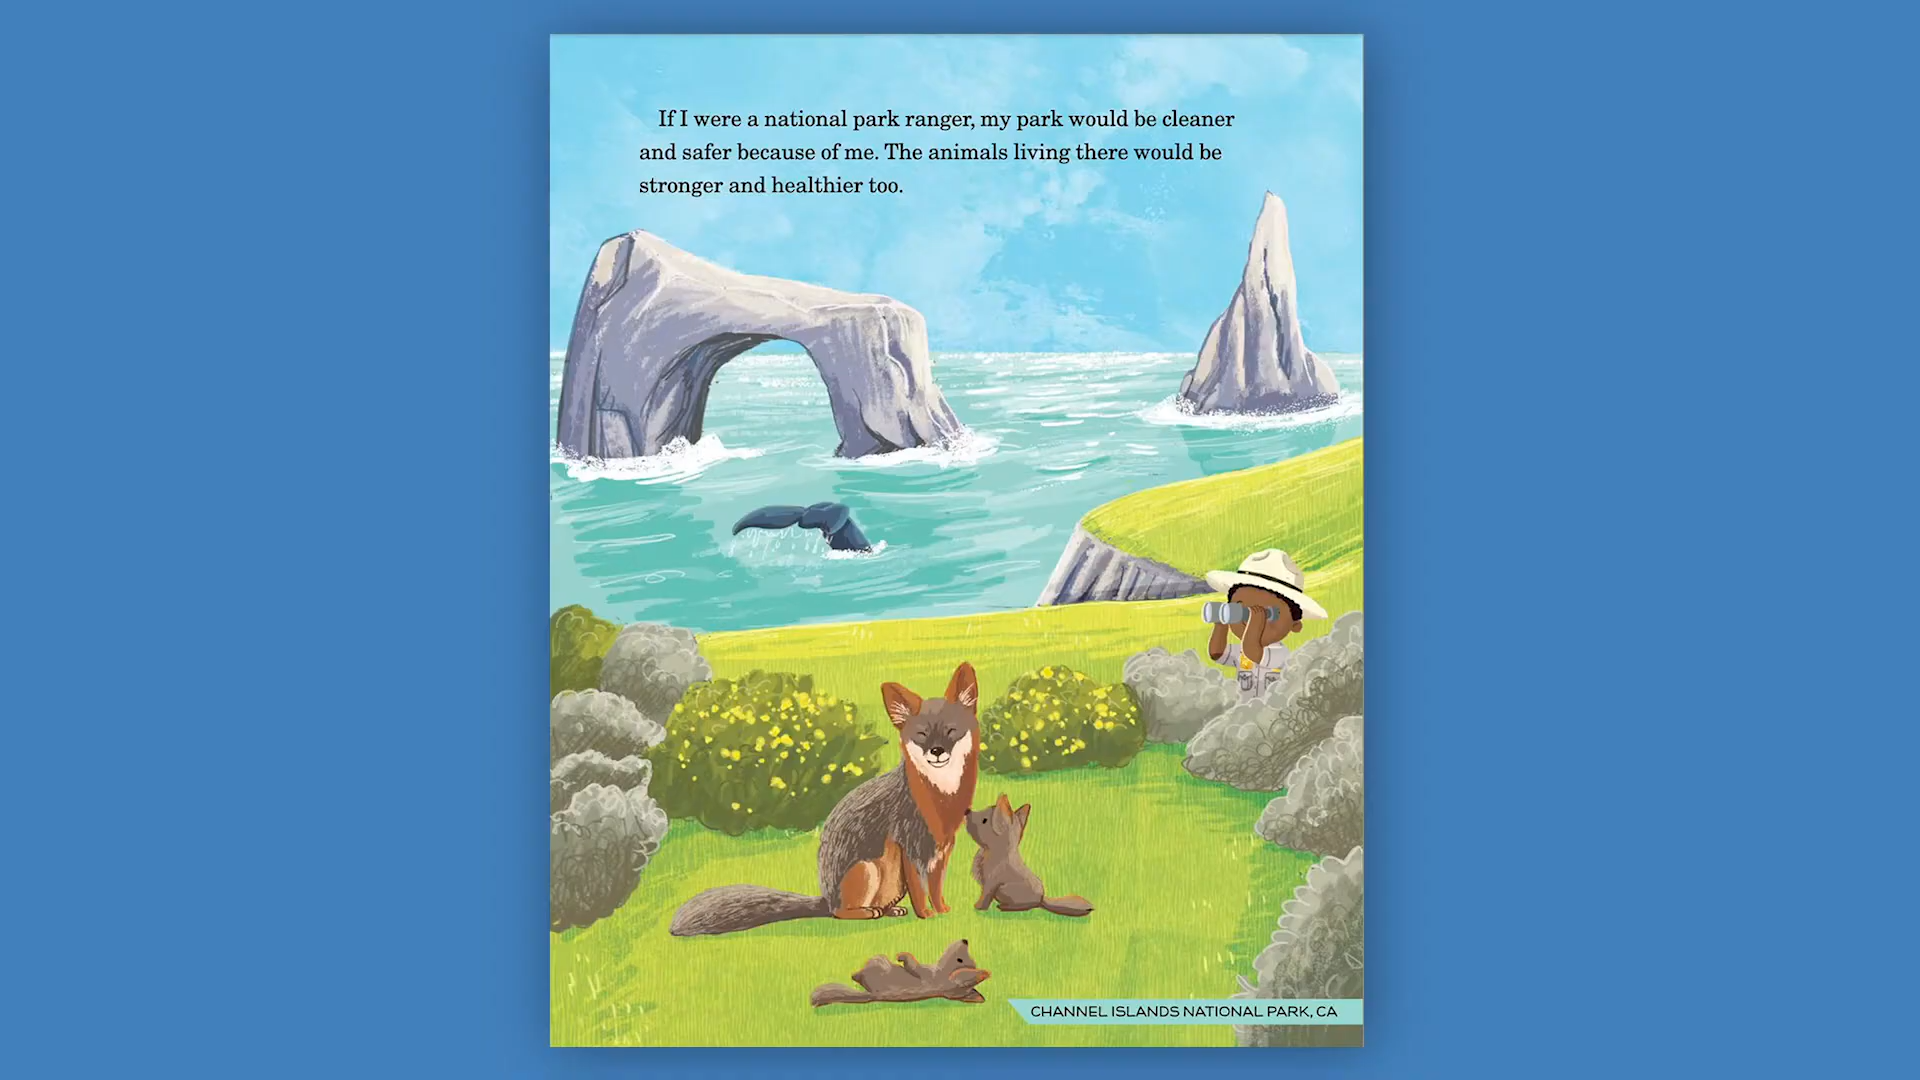 If I were a national park ranger, my park would be cleaner
and safer because of me. The animals living there would be
stronger and healthier too.
CHANNEL ISLANDS NATIONAL PARK, CA